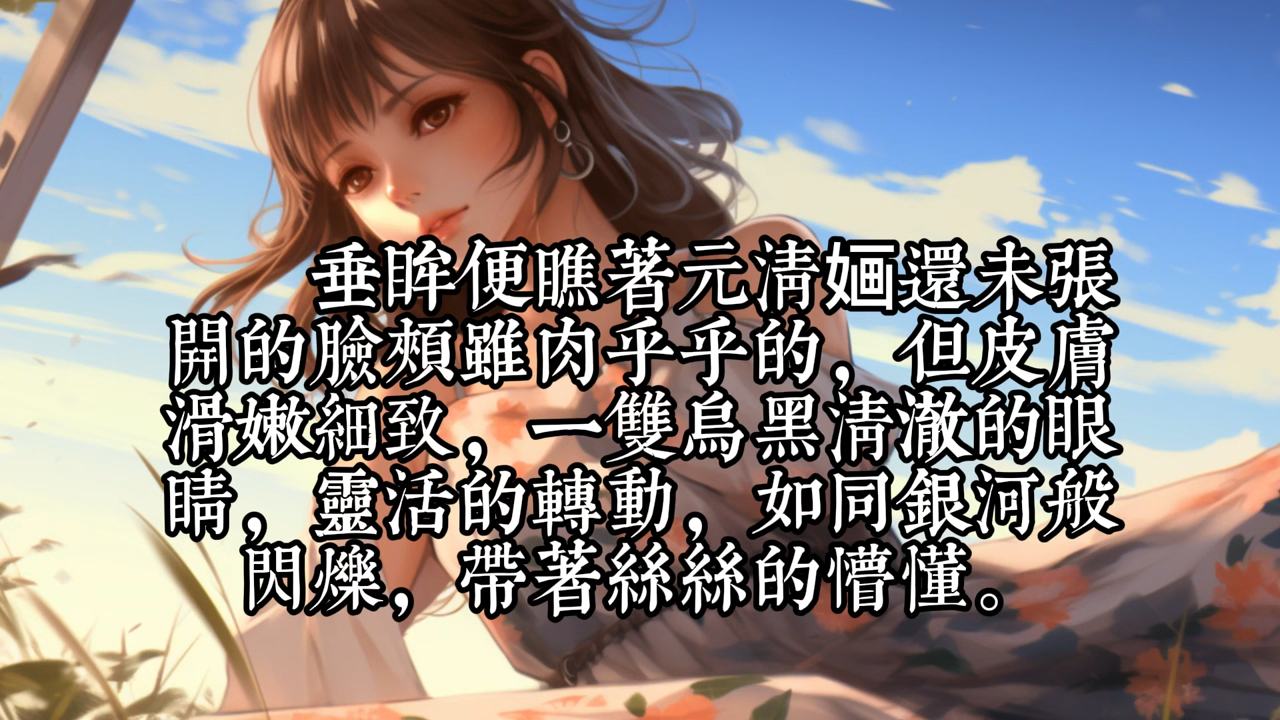 垂眸便瞧著元清婳還未張
開的臉頰雖肉乎乎的，但皮膚
滑嫩細致，一雙烏黑清澈的眼
睛，靈活的轉動，如同銀河般
閃爍，帶著絲絲的懵懂。